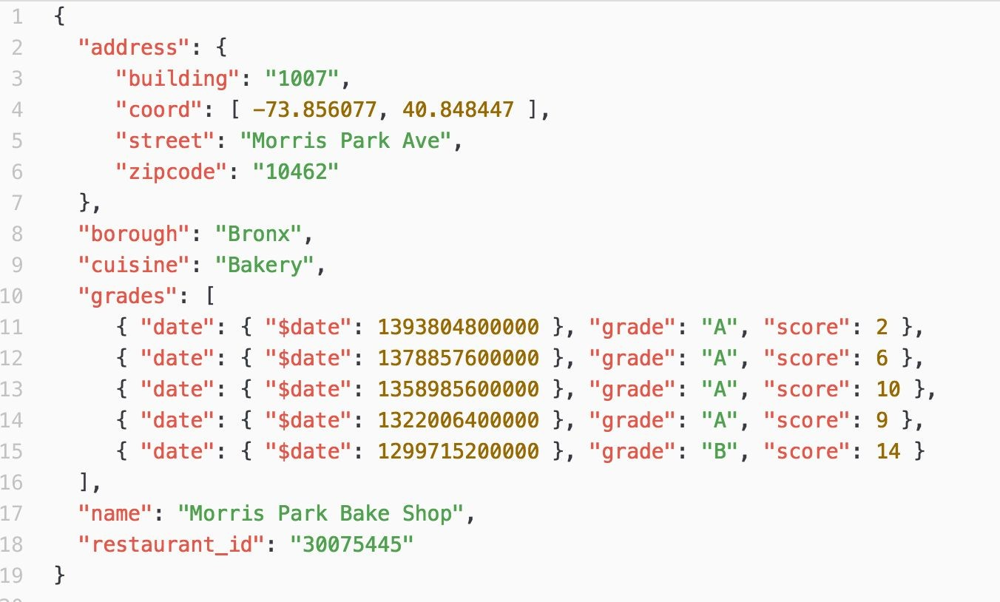 1 {
2 "address": {
3 "building": "1007",
4 "coord": [ -73.856077, 40.848447 ],
5 "street": "Morris Park Ave",
6 "zipcode": "10462"
7 },
8 "borough": "Bronx",
9 "cuisine": "Bakery",
10 "grades": [
11 { "date": { "$date": 1393804800000 }, "grade": "A", "score": 2 },
12 { "date": { "$date": 1378857600000 }, "grade": "A", "score": 6 },
13 { "date": { "$date": 1358985600000 }, "grade": "A", "score": 10 },
14 { "date": { "$date": 1322006400000 }, "grade": "A", "score": 9 },
15 { "date": { "$date": 1299715200000 }, "grade": "B", "score": 14 }
16 ],
17 "name": "Morris Park Bake Shop",
18 "restaurant_id": "30075445"
19 }